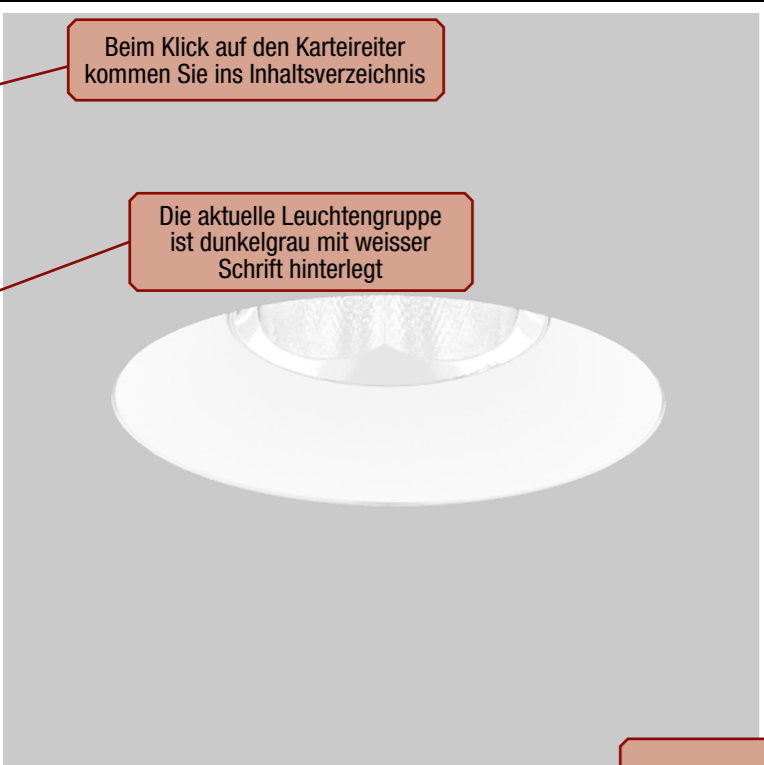 Beim Klick auf den Karteireiter
kommen Sie ins Inhaltsverzeichnis
Die aktuelle Leuchtengruppe
ist dunkelgrau mit weisser
Schrift hinterlegt